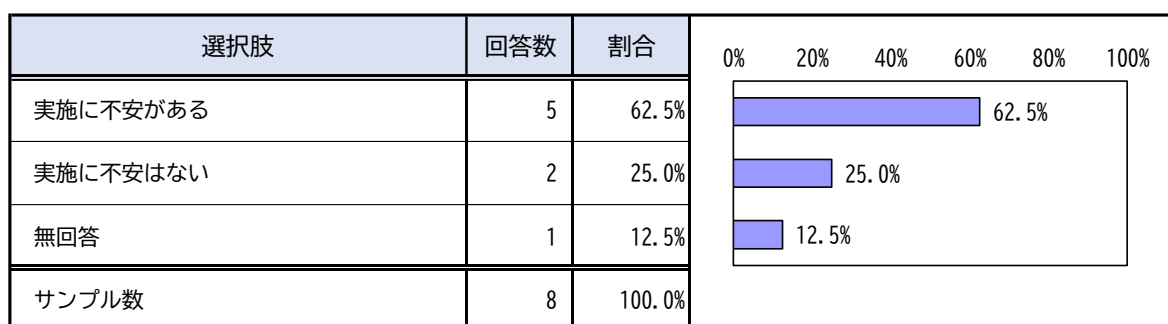 選択肢 回答数 割合
実施に不安がある 5 62.5%
実施に不安はない 2 25.0%
無回答 1 12.5%
サンプル数 8 100.0%
0% 20% 40% 60% 80% 100%
62.5%
25.0%
12.5%